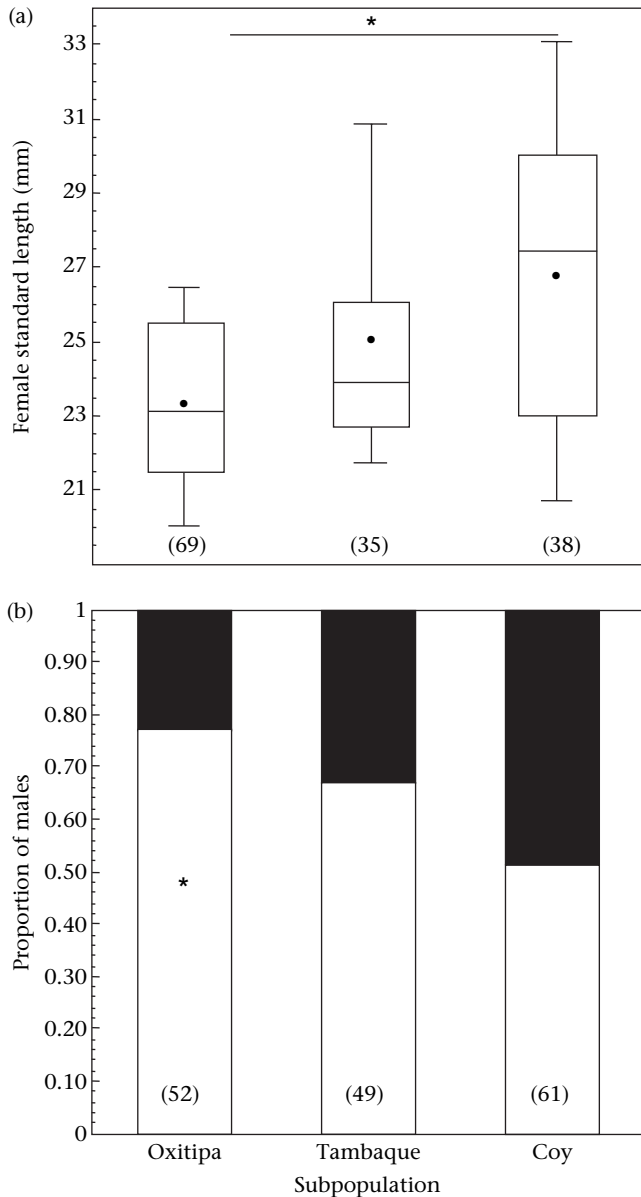 (a)
*
33
31
29
27
25
23
21
Female standard length (mm)
(69) (35) (38)
(b)
1
0.90
0.80
0.70
0.60
0.50
0.40
0.30
0.20
0.10
0
Proportion of males
*
(52) (49) (61)
Oxitipa Tambaque Coy
Subpopulation